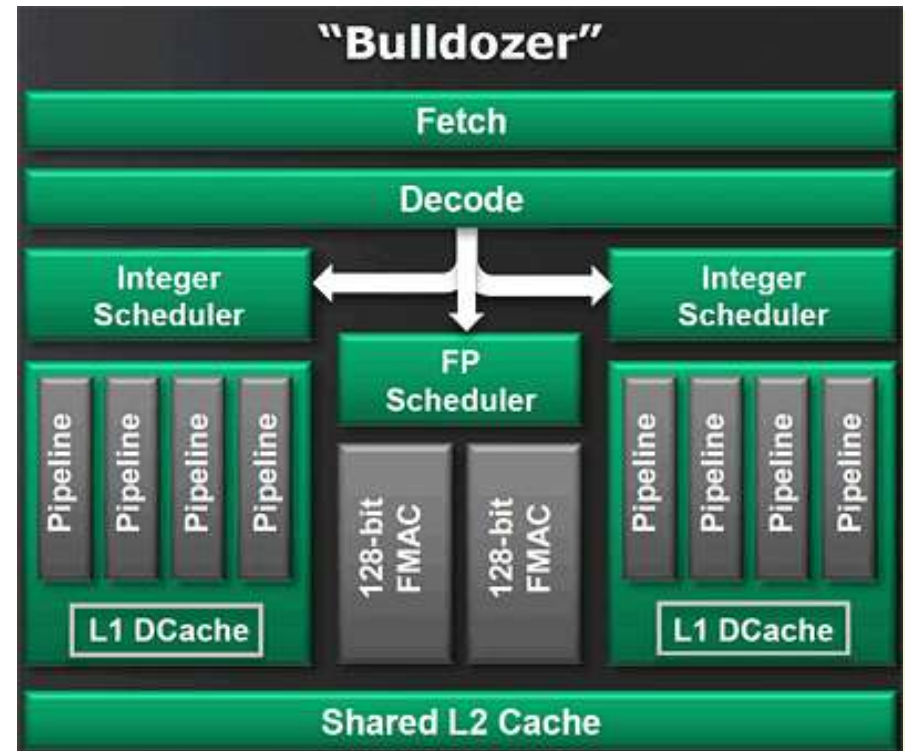 “Bulldozer”
Fetch
Decode
Integer
Scheduler
Integer
Scheduler
FP
Scheduler
Pipeline
Pipeline
Pipeline
Pipeline
L1 DCache
128-bit
FMAC
128-bit
FMAC
Pipeline
Pipeline
Pipeline
Pipeline
L1 DCache
Shared L2 Cache